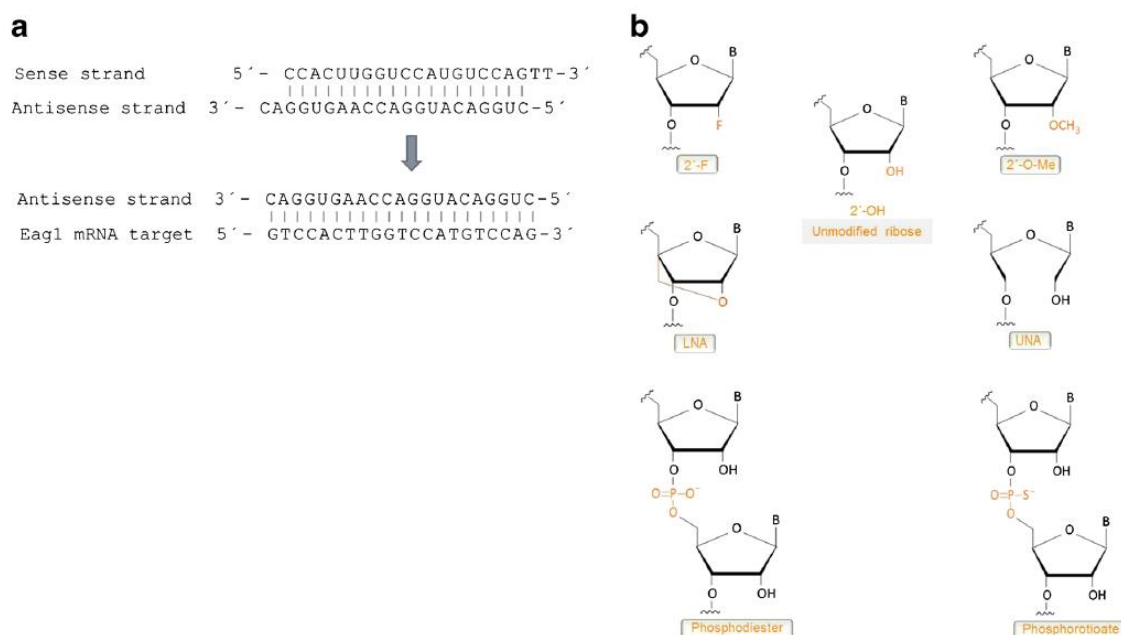 a
Sense strand 5´- CCACUUGGUCCAUGUCCAGTT-3´
Antisense strand 3´- CAGGUGAACCAGGUACAGGUC-5´
Antisense strand 3´- CAGGUGAACCAGGUACAGGUC-5´
Eag1 mRNA target 5´- GTCCACTTGGTCCATGTCCAG-3´
b
O B
O F
2´-F
O B
O OH
2´-OH
Unmodified ribose
O B
O OCH₃
2´-O-Me
O B
O O
LNA
O B
O OH
UNA
O B
O OH
O=P-O⁻
O
O B
O OH
Phosphodiester
O B
O OH
O=P-S⁻
O
O B
O OH
Phosphorotioate